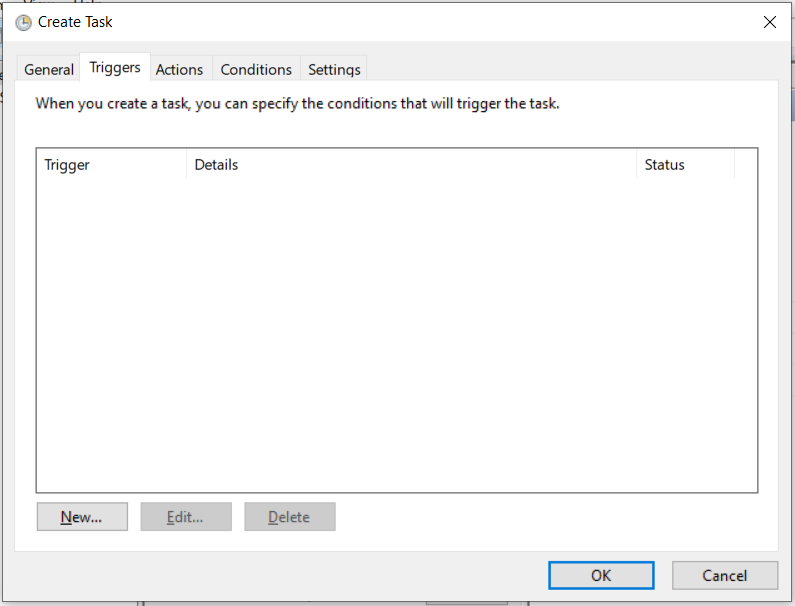 Create Task
General Triggers Actions Conditions Settings
When you create a task, you can specify the conditions that will trigger the task.
Trigger Details Status
New... Edit... Delete
OK Cancel